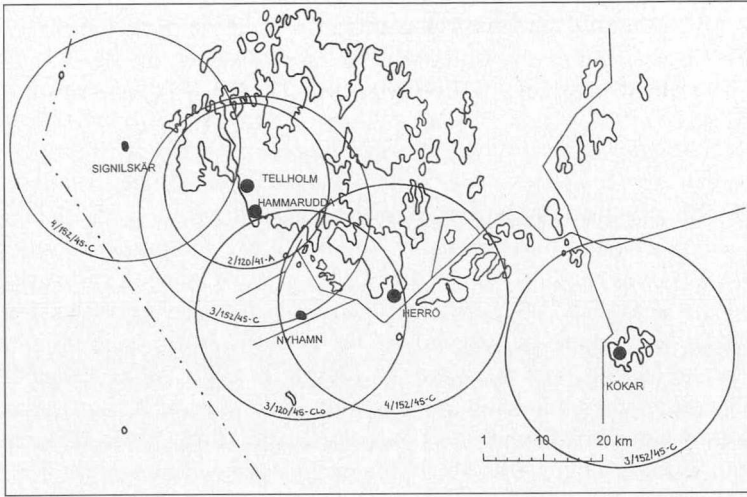 SIGNILSKÄR
TELLHOLM
HAMMARUDDA
4/152/45-C
2/120/41-A
3/152/45-C
HERRÖ
NYHAMN
KÖKAR
3/120/45-CLO
4/152/45-C
1 10 20 km
3/152/45-C